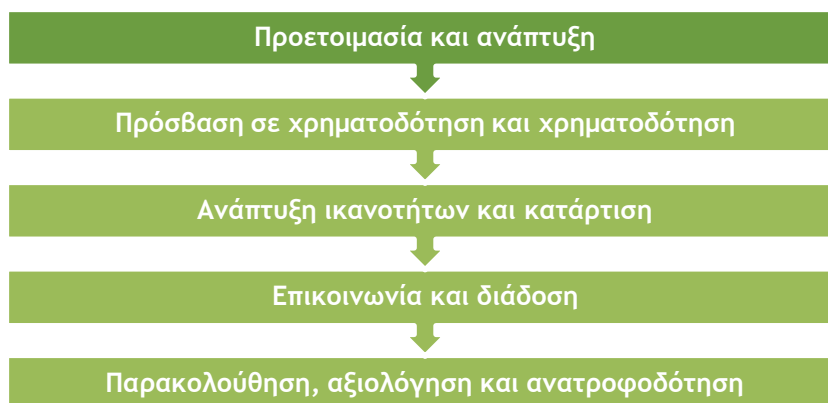 Προετοιμασία και ανάπτυξη
Πρόσβαση σε χρηματοδότηση και χρηματοδότηση
Ανάπτυξη ικανοτήτων και κατάρτιση
Επικοινωνία και διάδοση
Παρακολούθηση, αξιολόγηση και ανατροφοδότηση